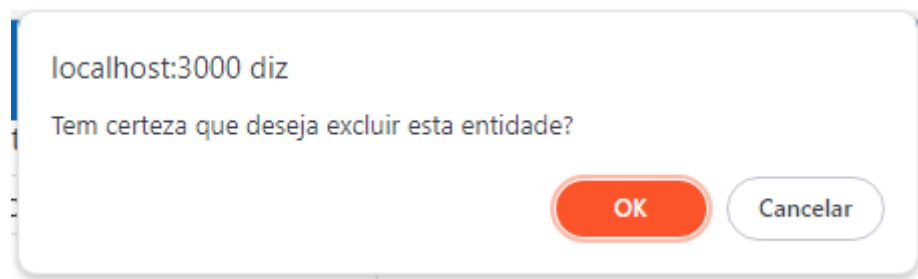 localhost:3000 diz
Tem certeza que deseja excluir esta entidade?
OK
Cancelar